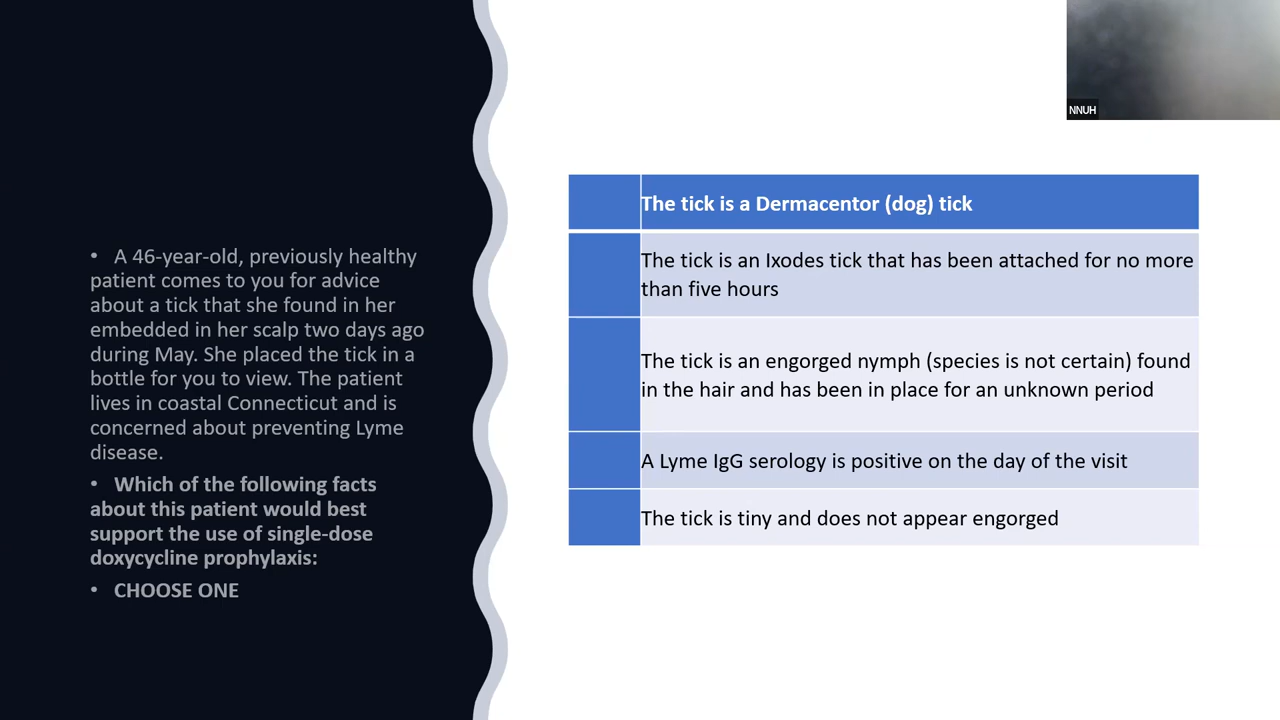 • A 46-year-old, previously healthy
patient comes to you for advice
about a tick that she found in her
embedded in her scalp two days ago
during May. She placed the tick in a
bottle for you to view. The patient
lives in coastal Connecticut and is
concerned about preventing Lyme
disease.
• Which of the following facts
about this patient would best
support the use of single-dose
doxycycline prophylaxis:
• CHOOSE ONE
The tick is a Dermacentor (dog) tick
The tick is an Ixodes tick that has been attached for no more
than five hours
The tick is an engorged nymph (species is not certain) found
in the hair and has been in place for an unknown period
A Lyme IgG serology is positive on the day of the visit
The tick is tiny and does not appear engorged
NNUH